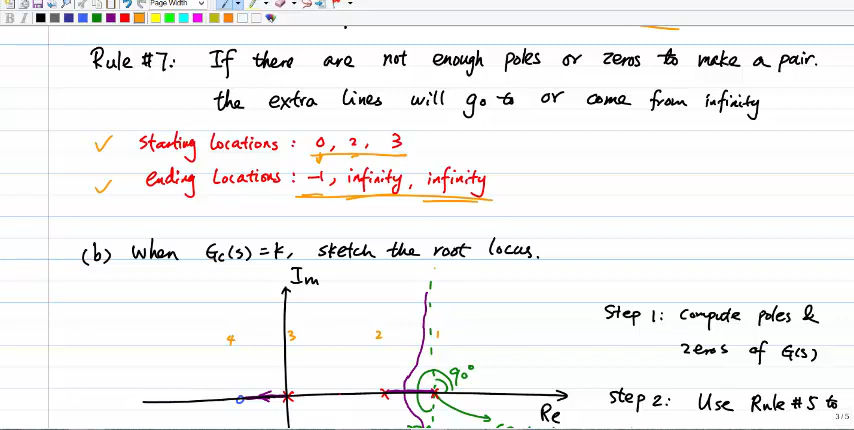 Page Width
Rule #7: If there are not enough poles or zeros to make a pair.
the extra lines will go to or come from infinity
Starting Locations : 0, 2, 3
Ending Locations : -1, infinity, infinity
(b) When Gc(s) = k, sketch the root locus.
Im
Step 1: Compute poles &
zeros of G(s)
4 3 2 1
90°
Re
Step 2: Use Rule #5 to
3/5